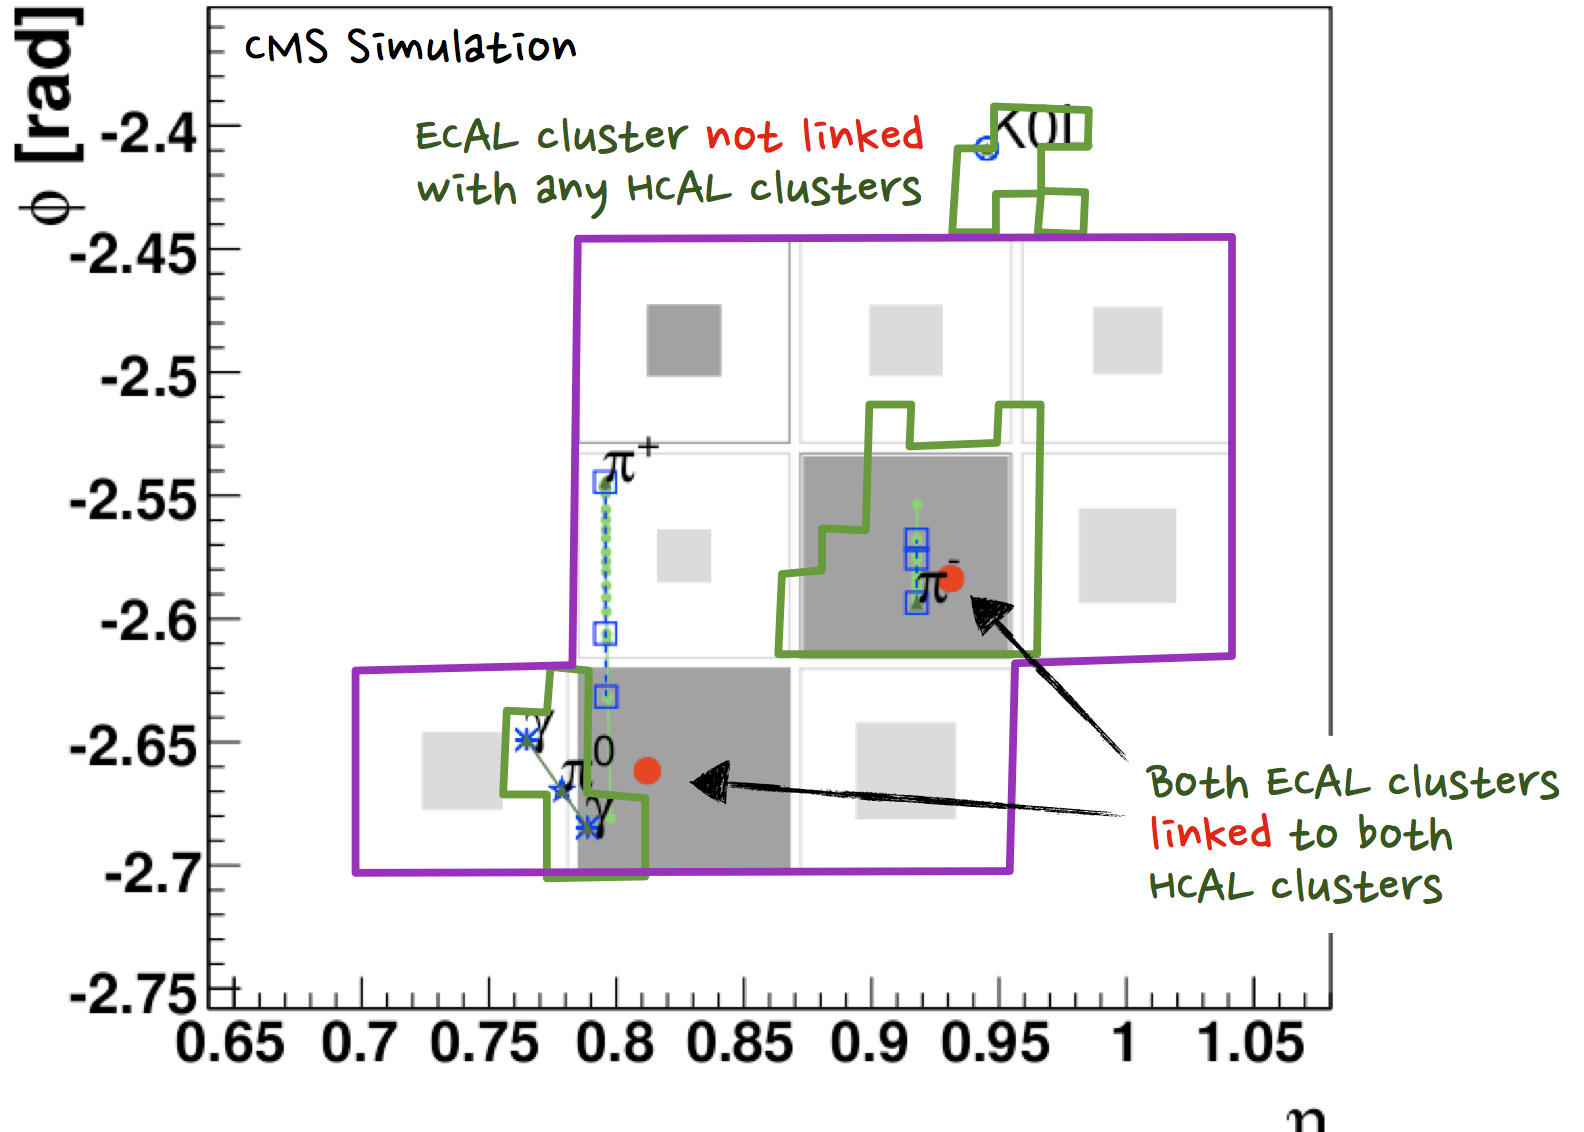 CMS Simulation
ECAL cluster not linked
with any HCAL clusters
K0L
π+
π-
γ
π0
γ
Both ECAL clusters
linked to both
HCAL clusters
ϕ [rad]
-2.4
-2.45
-2.5
-2.55
-2.6
-2.65
-2.7
-2.75
0.65 0.7 0.75 0.8 0.85 0.9 0.95 1 1.05
η